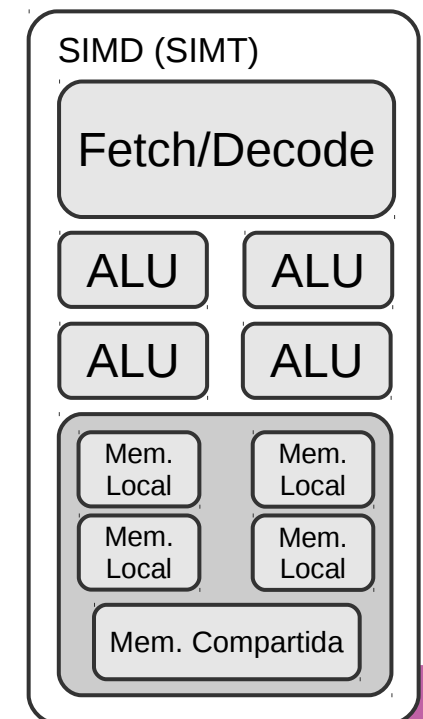 SIMD (SIMT)
Fetch/Decode
ALU ALU
ALU ALU
Mem. Mem.
Local Local
Mem. Mem.
Local Local
Mem. Compartida